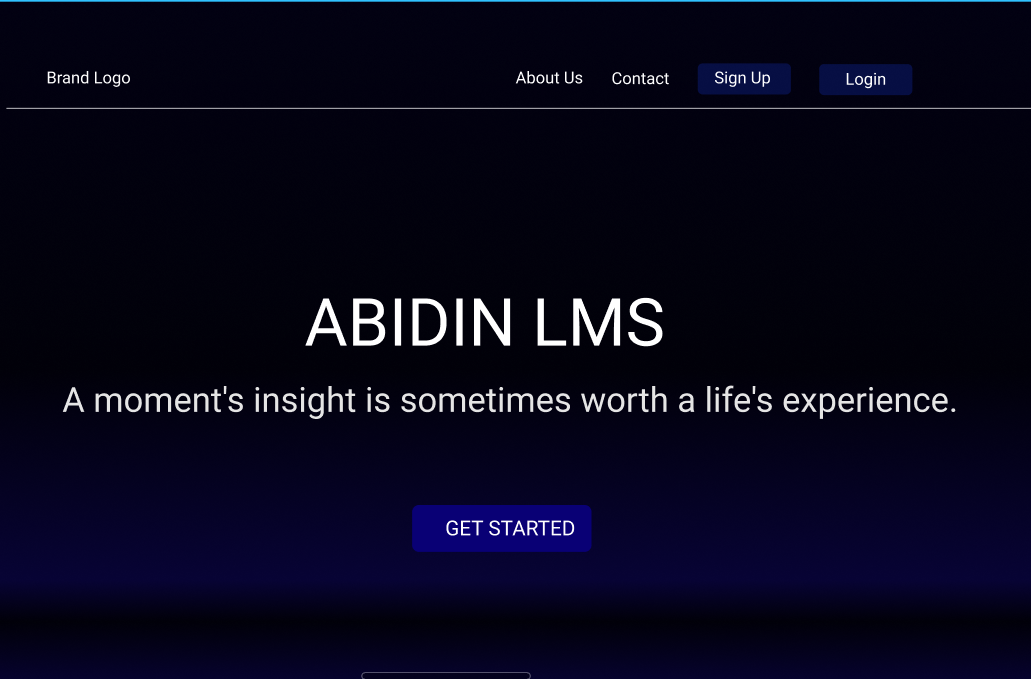 Brand Logo About Us Contact Sign Up Login
ABIDIN LMS
A moment's insight is sometimes worth a life's experience.
GET STARTED